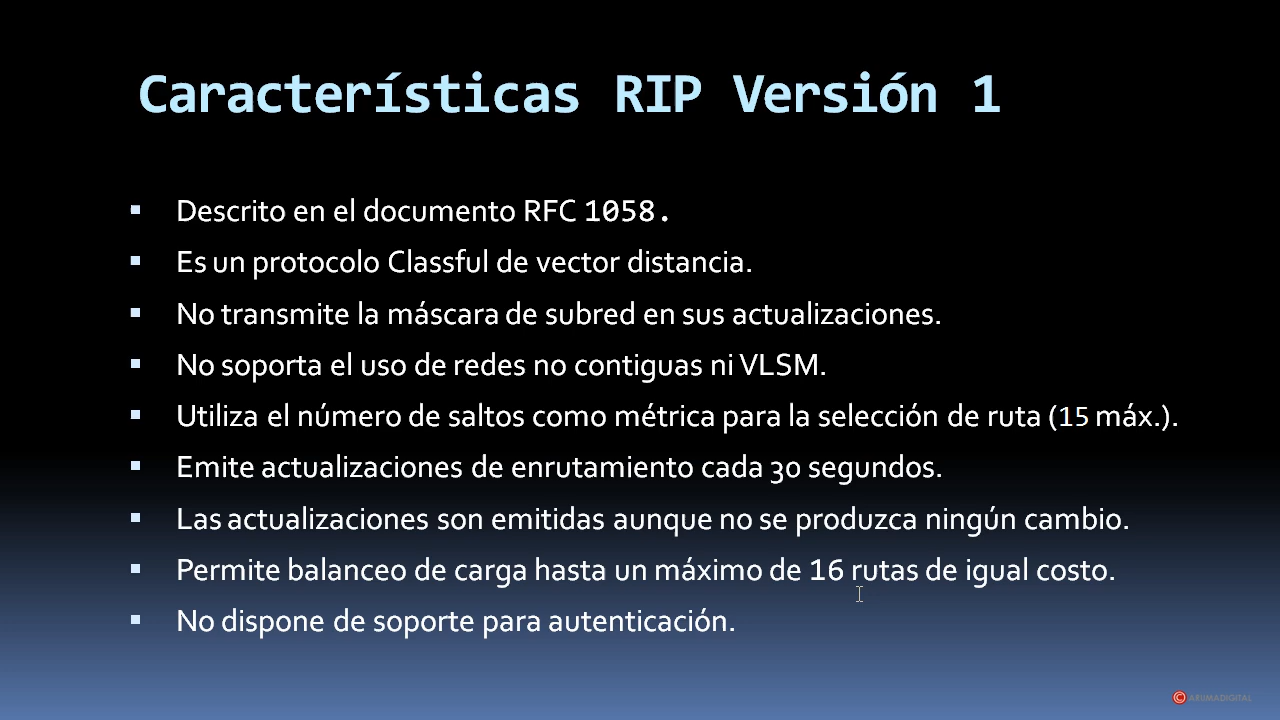 Características RIP Versión 1
▪ Descrito en el documento RFC 1058.
▪ Es un protocolo Classful de vector distancia.
▪ No transmite la máscara de subred en sus actualizaciones.
▪ No soporta el uso de redes no contiguas ni VLSM.
▪ Utiliza el número de saltos como métrica para la selección de ruta (15 máx.).
▪ Emite actualizaciones de enrutamiento cada 30 segundos.
▪ Las actualizaciones son emitidas aunque no se produzca ningún cambio.
▪ Permite balanceo de carga hasta un máximo de 16 rutas de igual costo.
▪ No dispone de soporte para autenticación.
© ARUMADIGITAL